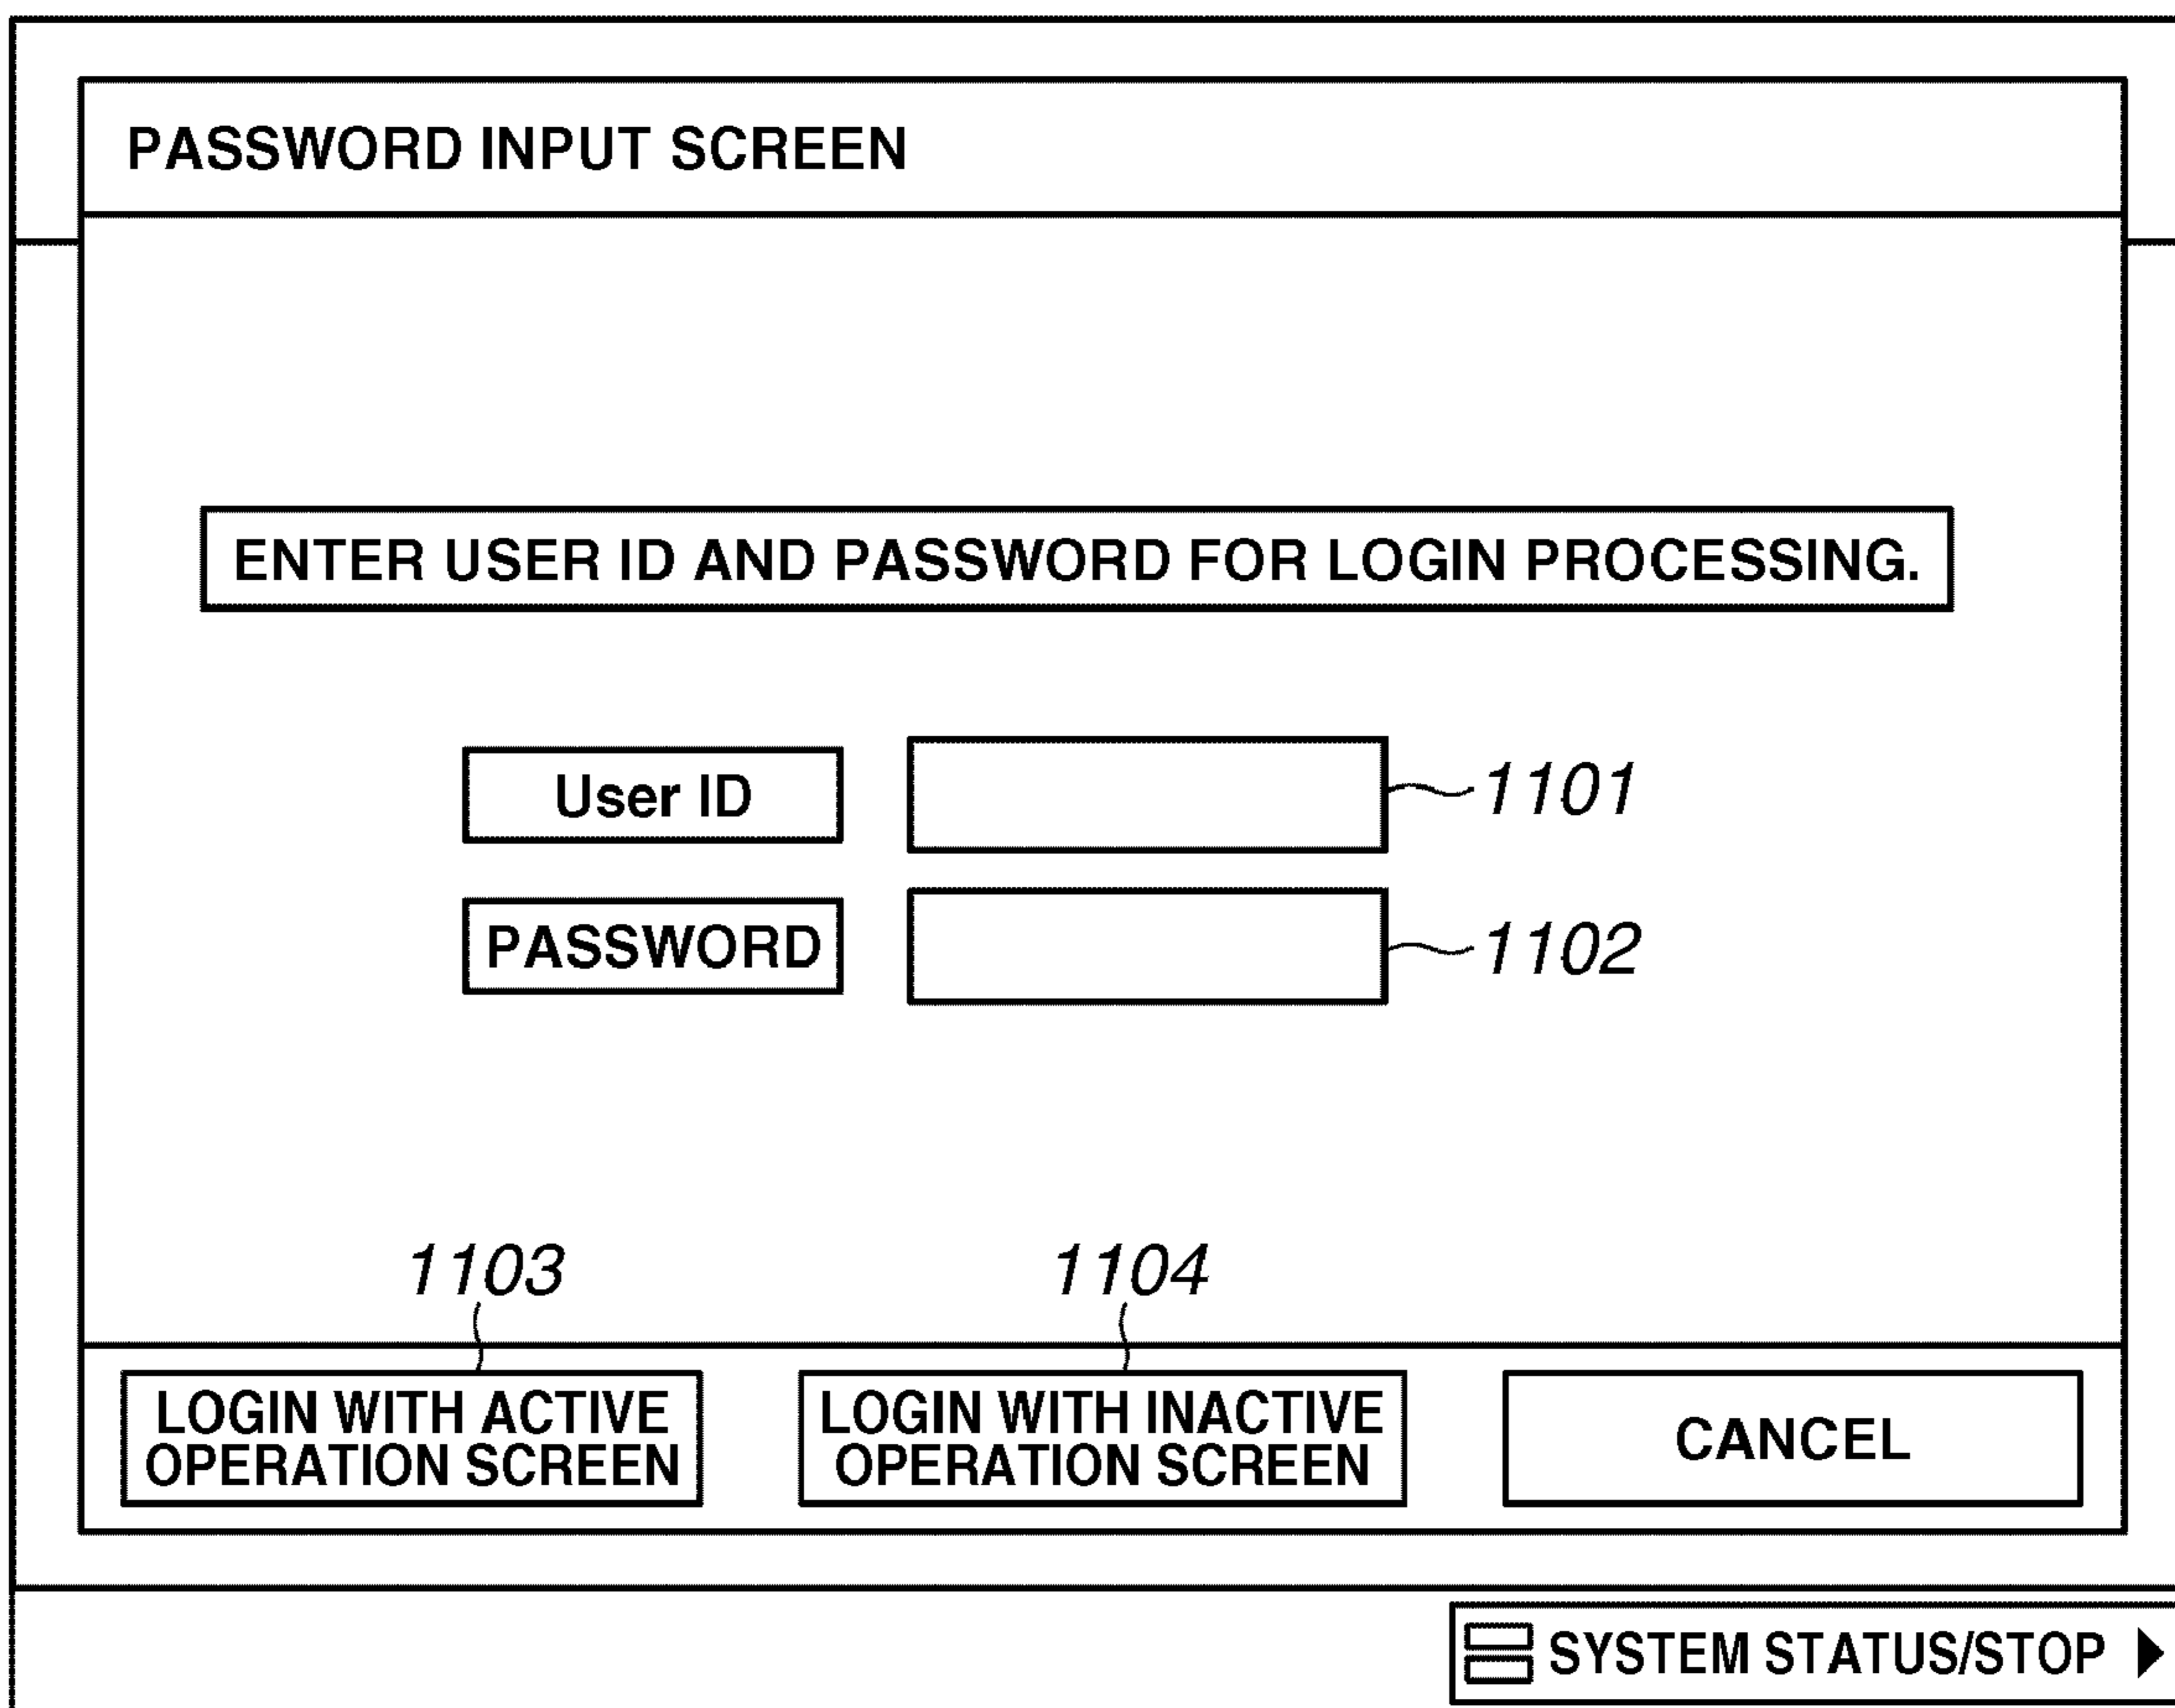 PASSWORD INPUT SCREEN
ENTER USER ID AND PASSWORD FOR LOGIN PROCESSING.
User ID
1101
PASSWORD
1102
1103
1104
LOGIN WITH ACTIVE
OPERATION SCREEN
LOGIN WITH INACTIVE
OPERATION SCREEN
CANCEL
SYSTEM STATUS/STOP